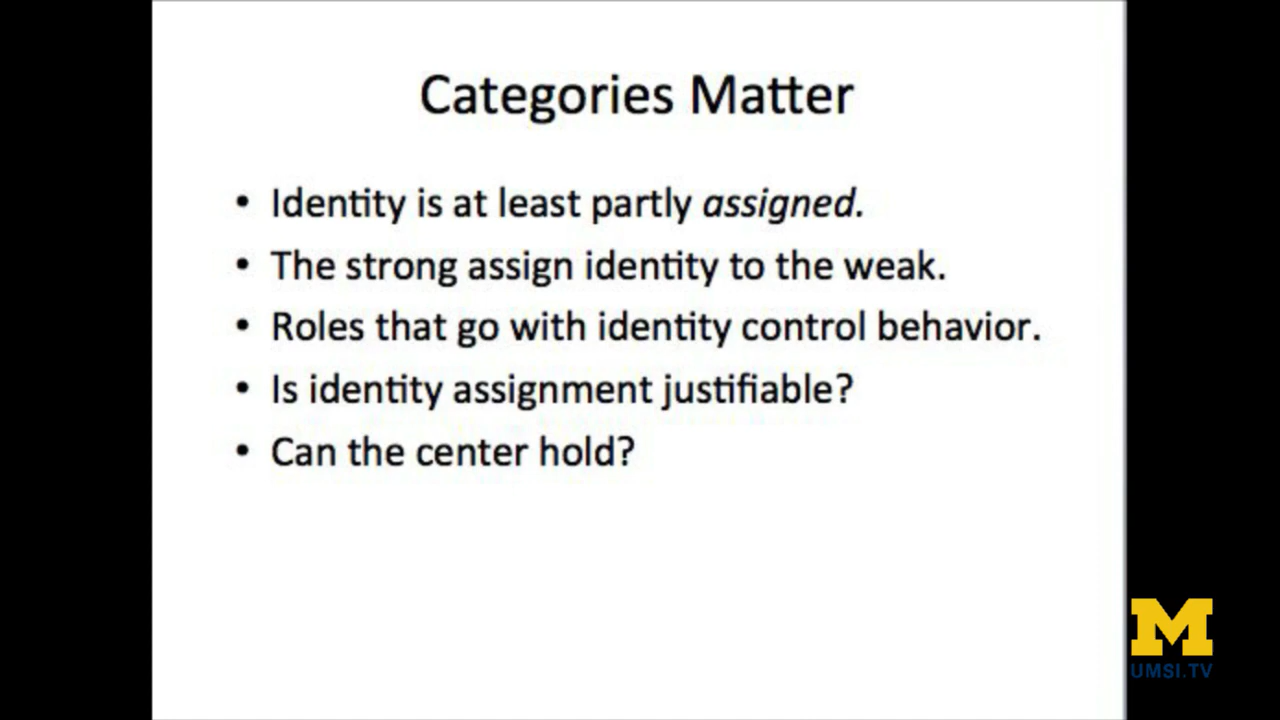 Categories Matter
• Identity is at least partly assigned.
• The strong assign identity to the weak.
• Roles that go with identity control behavior.
• Is identity assignment justifiable?
• Can the center hold?
M
UMSI.TV